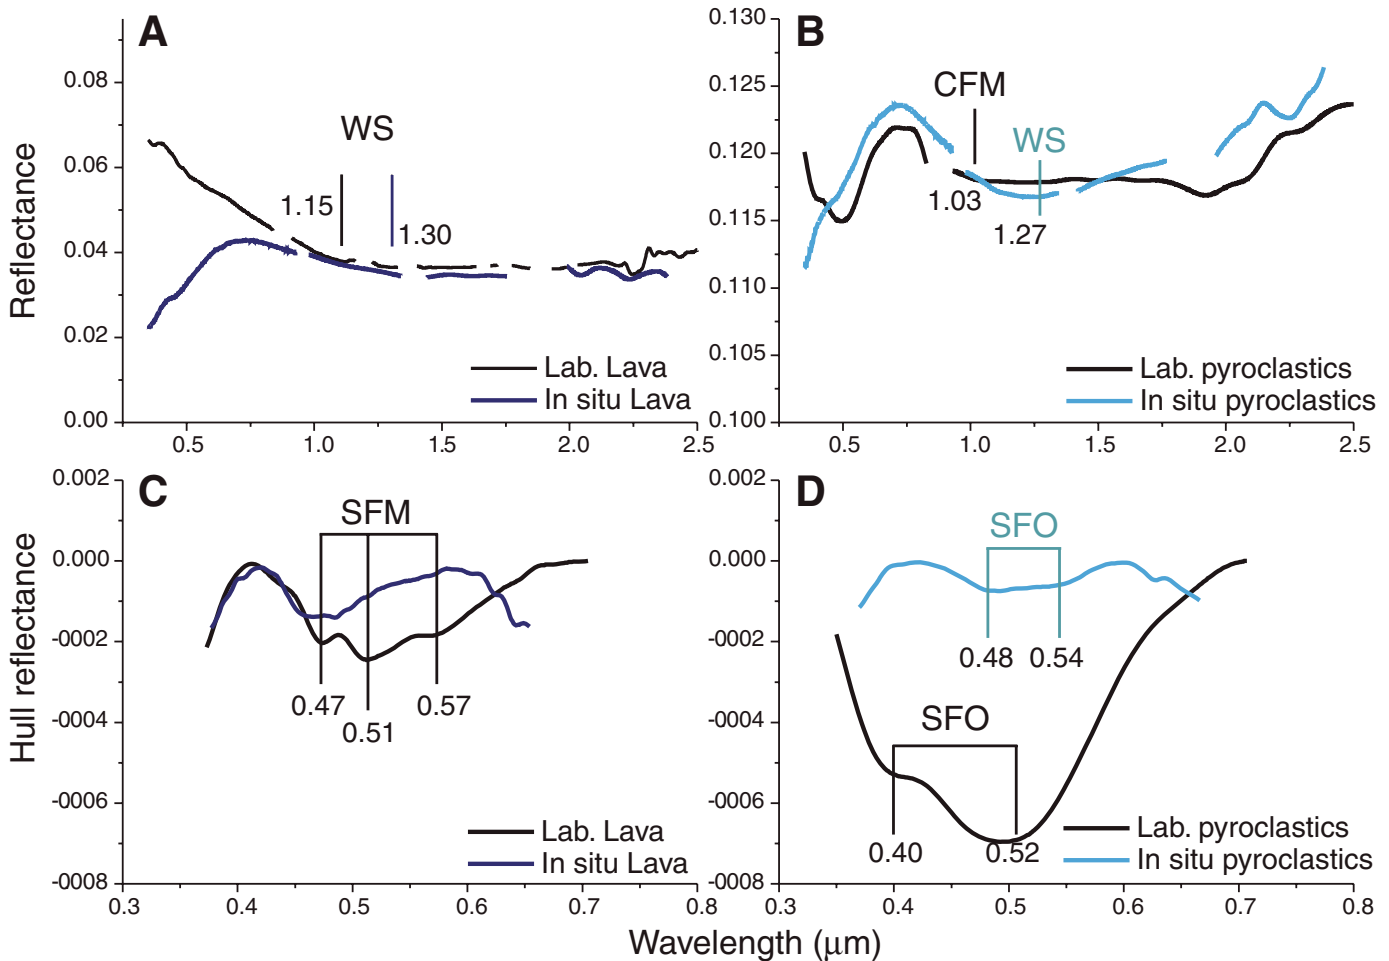 A
Reflectance
0.08
0.06
0.04
0.02
0.00
WS
1.15
1.30
Lab. Lava
In situ Lava
0.5
1.0
1.5
2.0
2.5
B
0.130
0.125
0.120
0.115
0.110
0.105
0.100
CFM
WS
1.03
1.27
Lab. pyroclastics
In situ pyroclastics
0.5
1.0
1.5
2.0
2.5
C
Hull reflectance
0.002
0.000
-0002
-0004
-0006
-0008
SFM
0.47
0.51
0.57
Lab. Lava
In situ Lava
0.3
0.4
0.5
0.6
0.7
D
0.002
0.000
-0002
-0004
-0006
-0008
SFO
0.48
0.54
SFO
0.40
0.52
Lab. pyroclastics
In situ pyroclastics
0.3
0.4
0.5
0.6
0.7
0.8
Wavelength (μm)